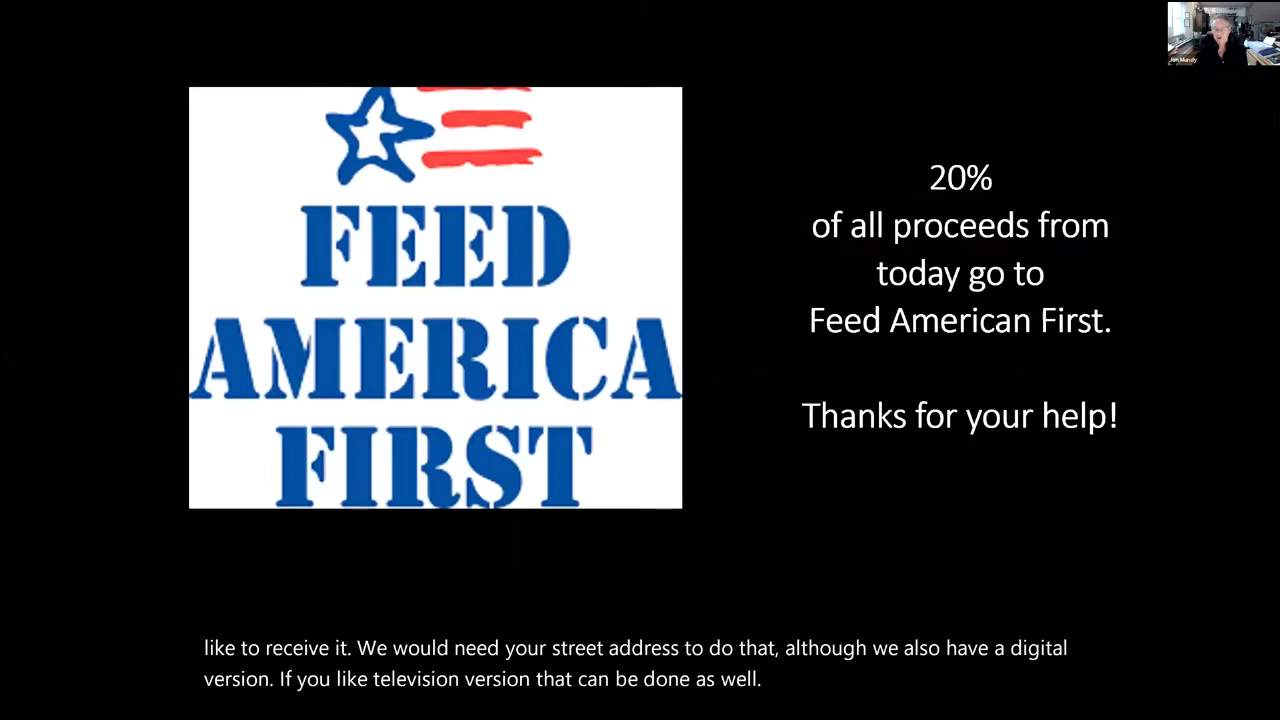 Jon Mundy
FEED
AMERICA
FIRST
20%
of all proceeds from
today go to
Feed American First.
Thanks for your help!
like to receive it. We would need your street address to do that, although we also have a digital
version. If you like television version that can be done as well.